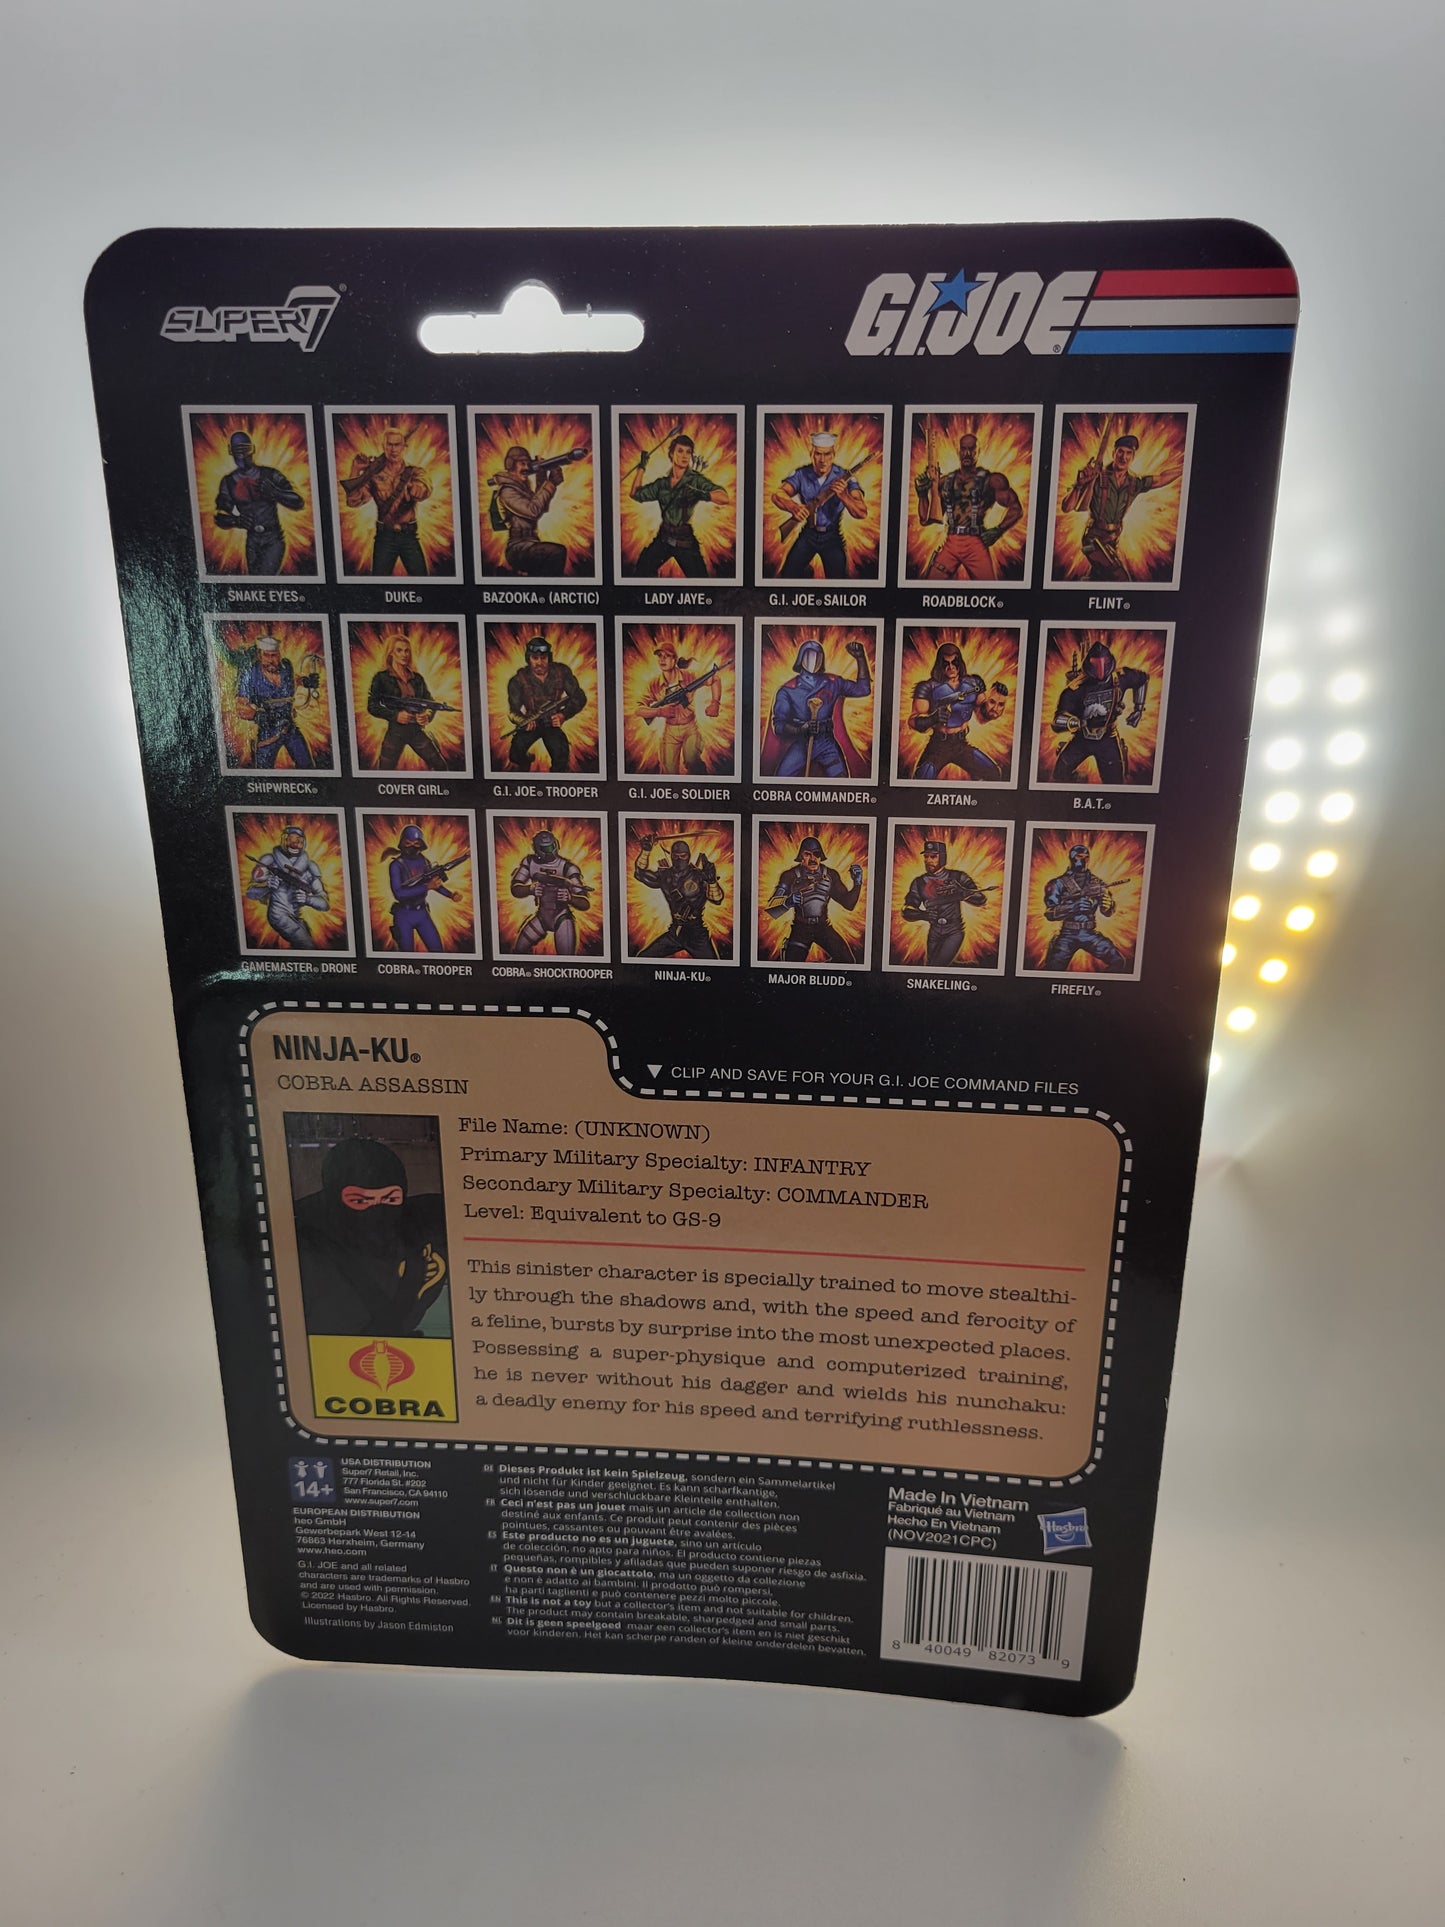 SUPER7®
G.I. JOE®
SNAKE EYES® DUKE® BAZOOKA® (ARCTIC) LADY JAYE® G.I. JOE® SAILOR ROADBLOCK® FLINT®
SHIPWRECK® COVER GIRL® G.I. JOE® TROOPER G.I. JOE® SOLDIER COBRA COMMANDER® ZARTAN® B.A.T.®
GAMEMASTER® DRONE COBRA® TROOPER COBRA® SHOCKTROOPER NINJA-KU® MAJOR BLUDD® SNAKELING® FIREFLY®
NINJA-KU®
COBRA ASSASSIN
▼ CLIP AND SAVE FOR YOUR G.I. JOE COMMAND FILES
File Name: (UNKNOWN)
Primary Military Specialty: INFANTRY
Secondary Military Specialty: COMMANDER
Level: Equivalent to GS-9
This sinister character is specially trained to move stealthi-
ly through the shadows and, with the speed and ferocity of
a feline, bursts by surprise into the most unexpected places.
Possessing a super-physique and computerized training,
he is never without his dagger and wields his nunchaku:
a deadly enemy for his speed and terrifying ruthlessness.
COBRA
14+
USA DISTRIBUTION
Super7 Retail, Inc.
777 Florida St. #202
San Francisco, CA 94110
www.super7.com
EUROPEAN DISTRIBUTION
heo GmbH
Gewerbepark West 12-14
76863 Herxheim, Germany
www.heo.com
G.I. JOE and all related
characters are trademarks of Hasbro
and are used with permission.
© 2022 Hasbro. All Rights Reserved.
Licensed by Hasbro.
Illustrations by Jason Edmiston
DE Dieses Produkt ist kein Spielzeug, sondern ein Sammelartikel
und nicht für Kinder geeignet. Es kann scharfkantige,
sich lösende und verschluckbare Kleinteile enthalten.
FR Ceci n'est pas un jouet mais un article de collection non
destiné aux enfants. Ce produit peut contenir des pièces
pointues, cassantes ou pouvant être avalées.
ES Este producto no es un juguete, sino un artículo
de colección, no apto para niños. El producto contiene piezas
pequeñas, rompibles y afiladas que pueden suponer riesgo de asfixia.
IT Questo non è un giocattolo, ma un oggetto da collezione
e non è adatto ai bambini. Il prodotto può rompersi,
ha parti taglienti e può contenere pezzi molto piccole.
EN This is not a toy but a collector's item and not suitable for children.
The product may contain breakable, sharpedged and small parts.
NL Dit is geen speelgoed maar een collector's item en is niet geschikt
voor kinderen. Het kan scherpe randen of kleine onderdelen bevatten.
Made In Vietnam
Fabriqué au Vietnam
Hecho En Vietnam
(NOV2021CPC)
Hasbro
8 40049 82073 9